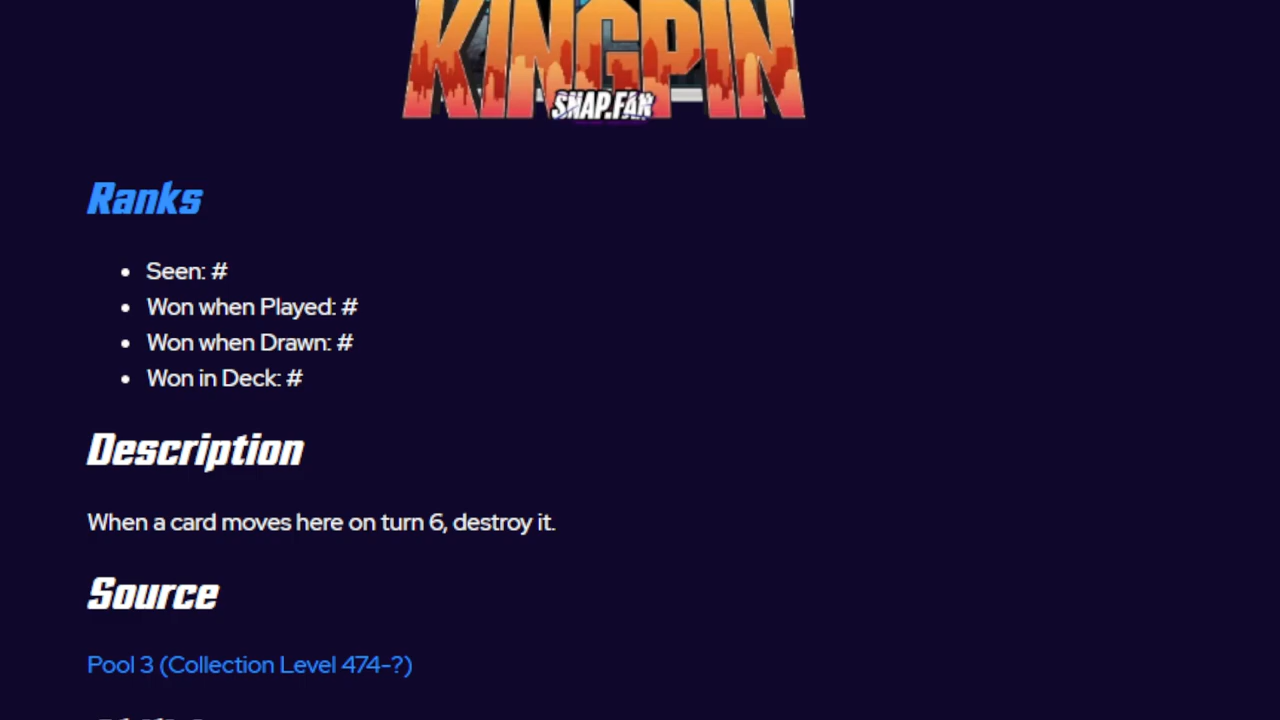 KINGPIN
SNAP.FAN
Ranks
Seen: #
Won when Played: #
Won when Drawn: #
Won in Deck: #
Description
When a card moves here on turn 6, destroy it.
Source
Pool 3 (Collection Level 474-?)